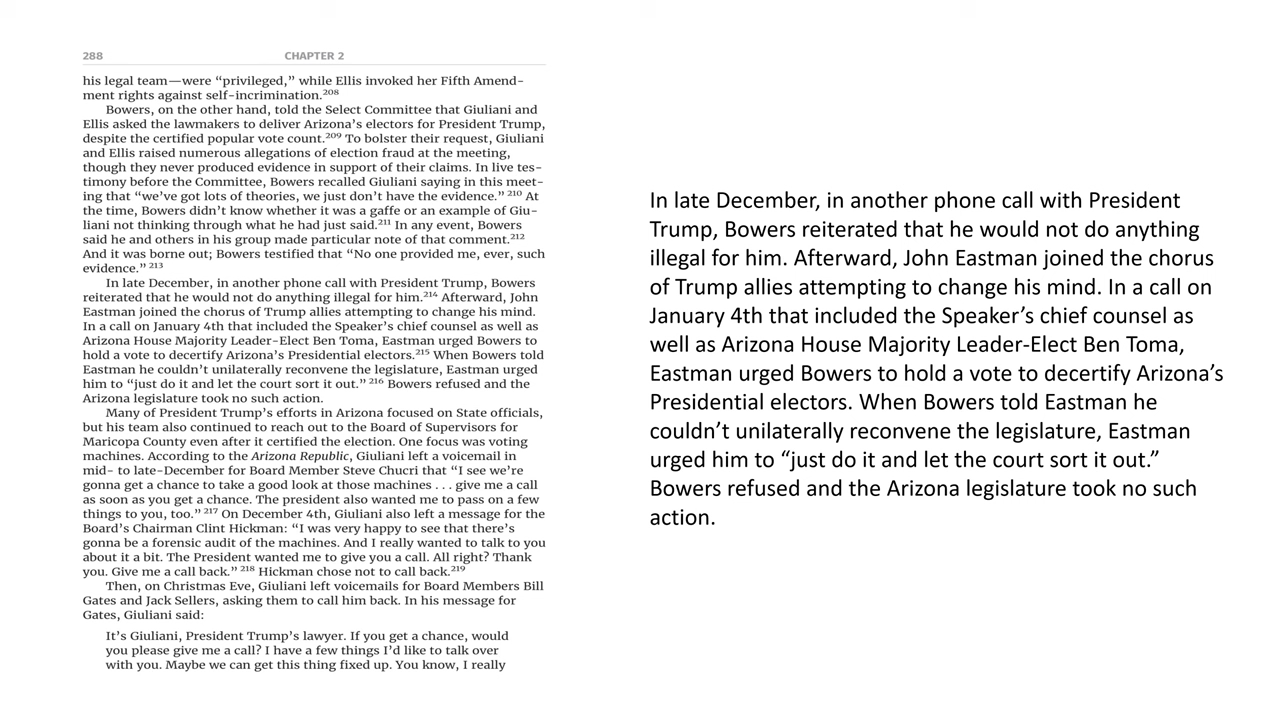 288 CHAPTER 2
his legal team—were “privileged,” while Ellis invoked her Fifth Amend-
ment rights against self-incrimination.208
Bowers, on the other hand, told the Select Committee that Giuliani and
Ellis asked the lawmakers to deliver Arizona’s electors for President Trump,
despite the certified popular vote count.209 To bolster their request, Giuliani
and Ellis raised numerous allegations of election fraud at the meeting,
though they never produced evidence in support of their claims. In live tes-
timony before the Committee, Bowers recalled Giuliani saying in this meet-
ing that “we’ve got lots of theories, we just don’t have the evidence.” 210 At
the time, Bowers didn’t know whether it was a gaffe or an example of Giu-
liani not thinking through what he had just said.211 In any event, Bowers
said he and others in his group made particular note of that comment.212
And it was borne out; Bowers testified that “No one provided me, ever, such
evidence.” 213
In late December, in another phone call with President Trump, Bowers
reiterated that he would not do anything illegal for him.214 Afterward, John
Eastman joined the chorus of Trump allies attempting to change his mind.
In a call on January 4th that included the Speaker’s chief counsel as well as
Arizona House Majority Leader-Elect Ben Toma, Eastman urged Bowers to
hold a vote to decertify Arizona’s Presidential electors.215 When Bowers told
Eastman he couldn’t unilaterally reconvene the legislature, Eastman urged
him to “just do it and let the court sort it out.” 216 Bowers refused and the
Arizona legislature took no such action.
Many of President Trump’s efforts in Arizona focused on State officials,
but his team also continued to reach out to the Board of Supervisors for
Maricopa County even after it certified the election. One focus was voting
machines. According to the Arizona Republic, Giuliani left a voicemail in
mid- to late-December for Board Member Steve Chucri that “I see we’re
gonna get a chance to take a good look at those machines . . . give me a call
as soon as you get a chance. The president also wanted me to pass on a few
things to you, too.” 217 On December 4th, Giuliani also left a message for the
Board’s Chairman Clint Hickman: “I was very happy to see that there’s
gonna be a forensic audit of the machines. And I really wanted to talk to you
about it a bit. The President wanted me to give you a call. All right? Thank
you. Give me a call back.” 218 Hickman chose not to call back.219
Then, on Christmas Eve, Giuliani left voicemails for Board Members Bill
Gates and Jack Sellers, asking them to call him back. In his message for
Gates, Giuliani said:
It’s Giuliani, President Trump’s lawyer. If you get a chance, would
you please give me a call? I have a few things I’d like to talk over
with you. Maybe we can get this thing fixed up. You know, I really
In late December, in another phone call with President
Trump, Bowers reiterated that he would not do anything
illegal for him. Afterward, John Eastman joined the chorus
of Trump allies attempting to change his mind. In a call on
January 4th that included the Speaker’s chief counsel as
well as Arizona House Majority Leader-Elect Ben Toma,
Eastman urged Bowers to hold a vote to decertify Arizona’s
Presidential electors. When Bowers told Eastman he
couldn’t unilaterally reconvene the legislature, Eastman
urged him to “just do it and let the court sort it out.”
Bowers refused and the Arizona legislature took no such
action.